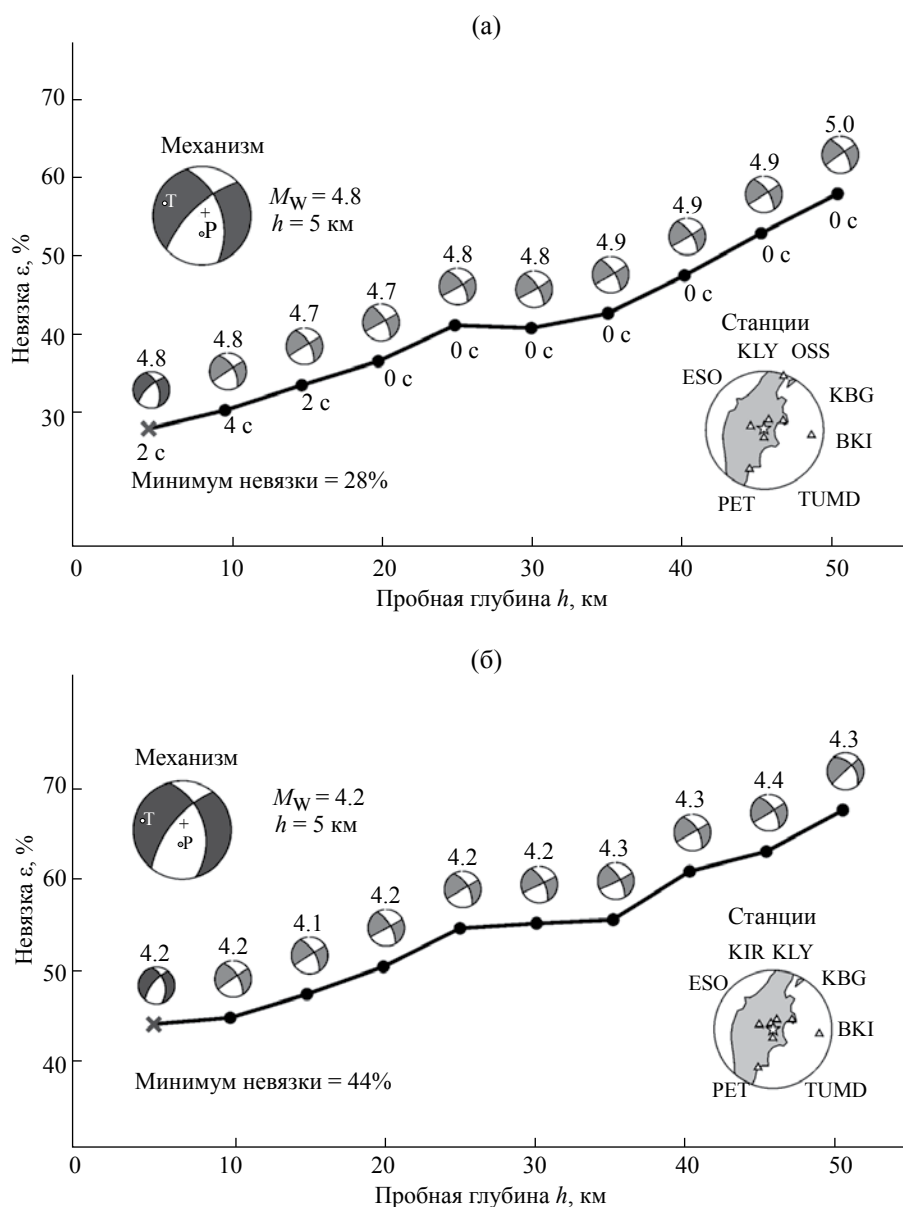 (а)
Невязка ε, %
70
60
50
40
30
Механизм
T
P
M_W = 4.8
h = 5 км
4.8
4.8
4.7
4.7
4.8
4.8
4.9
4.9
4.9
5.0
2 с
4 с
2 с
0 с
0 с
0 с
0 с
0 с
0 с
0 с
Минимум невязки = 28%
Станции
KLY OSS
ESO
KBG
BKI
PET
TUMD
0 10 20 30 40 50
Пробная глубина h, км
(б)
Невязка ε, %
70
60
50
40
Механизм
T
P
M_W = 4.2
h = 5 км
4.2
4.2
4.1
4.2
4.2
4.2
4.3
4.3
4.4
4.3
Минимум невязки = 44%
Станции
KIR KLY
ESO
KBG
BKI
PET
TUMD
0 10 20 30 40 50
Пробная глубина h, км